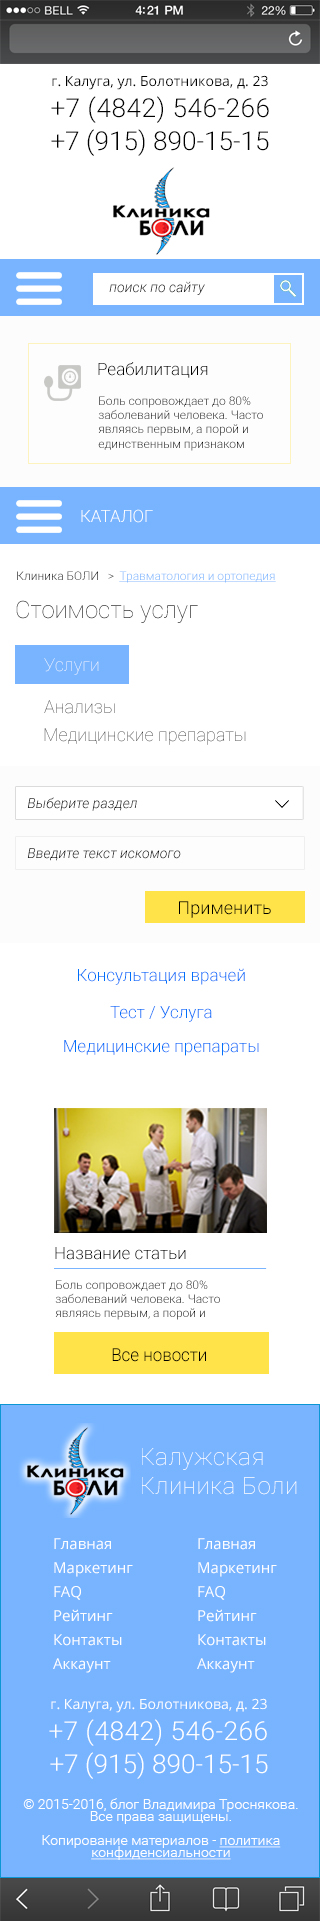 BELL
4:21 PM
22%
г. Калуга, ул. Болотникова, д. 23
+7 (4842) 546-266
+7 (915) 890-15-15
Клиника
БОЛИ
поиск по сайту
Реабилитация
Боль сопровождает до 80%
заболеваний человека. Часто
являясь первым, а порой и
единственным признаком
КАТАЛОГ
Клиника БОЛИ > Травматология и ортопедия
Стоимость услуг
Услуги
Анализы
Медицинские препараты
Выберите раздел
Введите текст искомого
Применить
Консультация врачей
Тест / Услуга
Медицинские препараты
Название статьи
Боль сопровождает до 80%
заболеваний человека. Часто
являясь первым, а порой и
Все новости
Клиника
БОЛИ
Калужская
Клиника Боли
Главная Главная
Маркетинг Маркетинг
FAQ FAQ
Рейтинг Рейтинг
Контакты Контакты
Аккаунт Аккаунт
г. Калуга, ул. Болотникова, д. 23
+7 (4842) 546-266
+7 (915) 890-15-15
© 2015-2016, блог Владимира Троснякова.
Все права защищены.
Копирование материалов - политика
конфиденсиальности